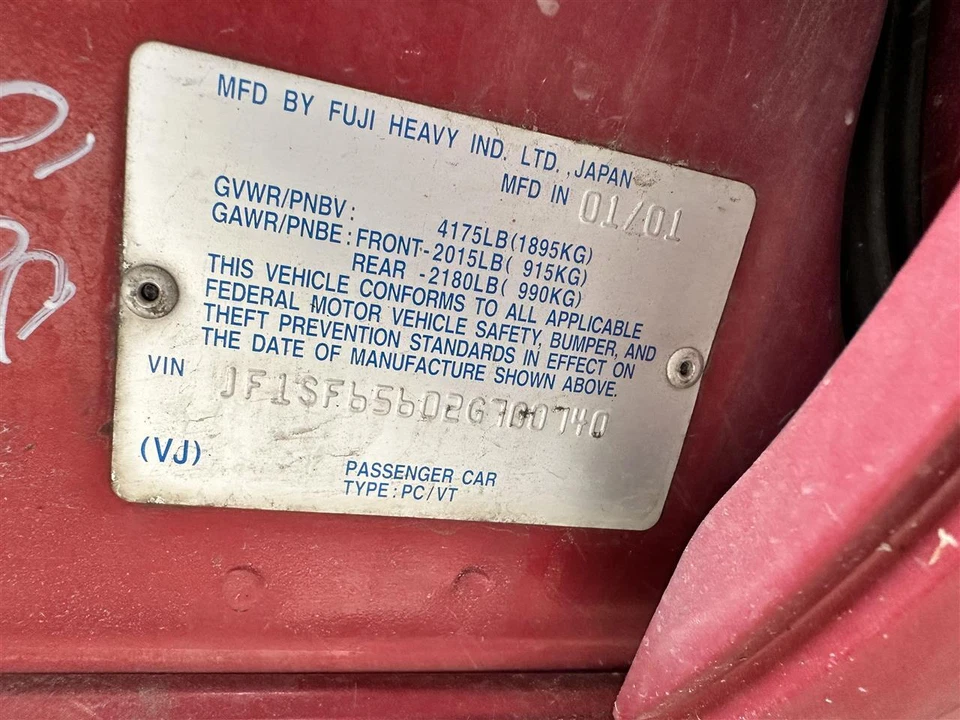 MFD BY FUJI HEAVY IND. LTD., JAPAN
MFD IN 01/01
GVWR/PNBV: 4175LB(1895KG)
GAWR/PNBE: FRONT-2015LB( 915KG)
REAR -2180LB( 990KG)
THIS VEHICLE CONFORMS TO ALL APPLICABLE
FEDERAL MOTOR VEHICLE SAFETY, BUMPER, AND
THEFT PREVENTION STANDARDS IN EFFECT ON
THE DATE OF MANUFACTURE SHOWN ABOVE.
VIN JF1SF65602G700740
(VJ)
PASSENGER CAR
TYPE: PC/VT